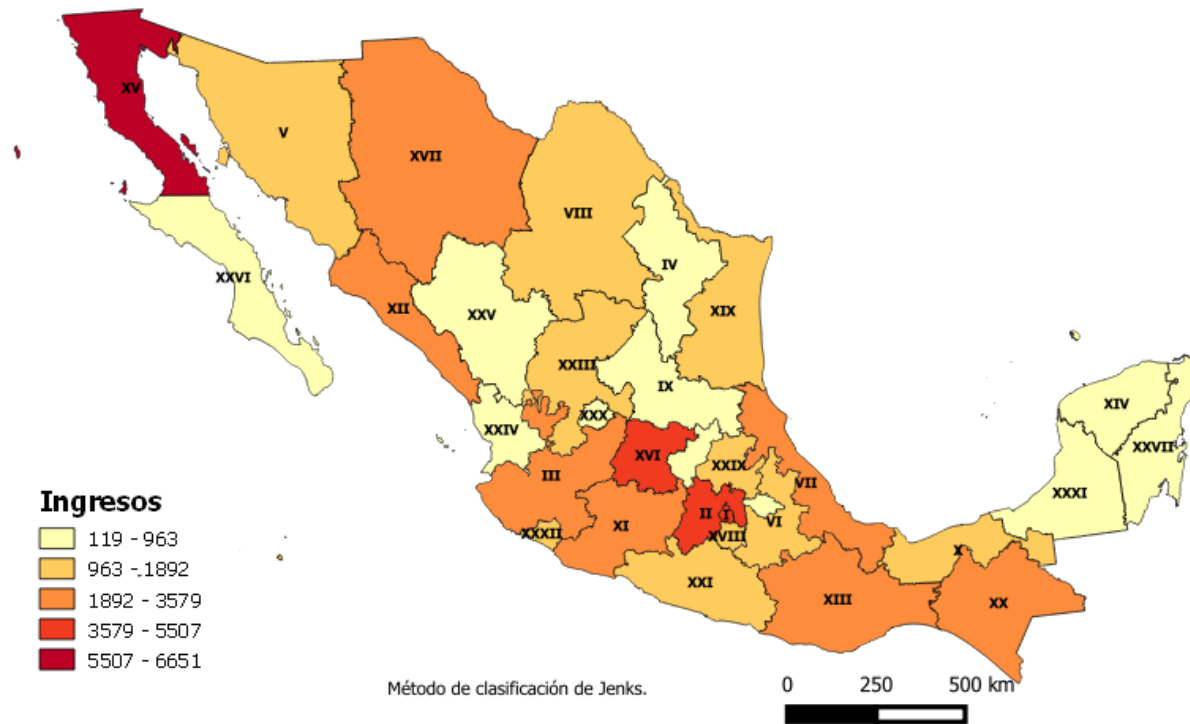 XV
V
XVII
VIII
IV
XXVI
XII
XXV
XIX
XXIII
IX
XXX
XXIV
XIV
XVI
XXIX
XXVII
III
VII
XXXI
II
I
VI
XI
XXXII
XVIII
X
XXI
XIII
XX
Ingresos
119 - 963
963 - 1892
1892 - 3579
3579 - 5507
5507 - 6651
Método de clasificación de Jenks.
0 250 500 km